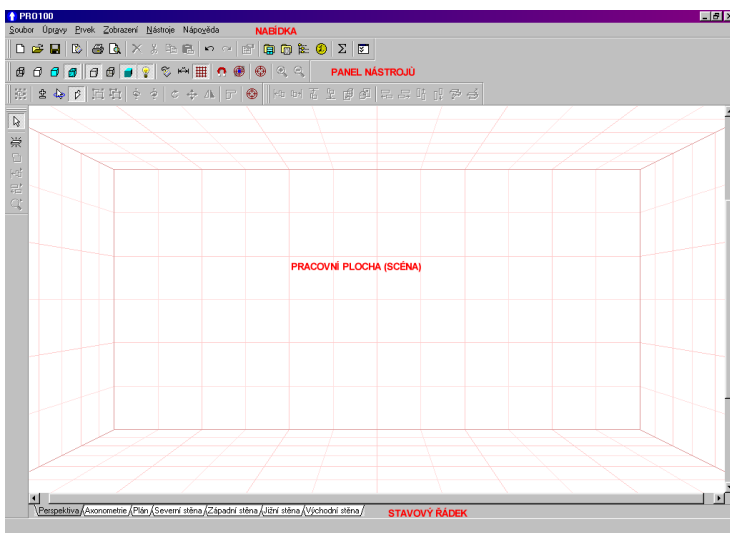 PRO100
Soubor Úpravy Prvek Zobrazení Nástroje Nápověda NABÍDKA
PANEL NÁSTROJŮ
PRACOVNÍ PLOCHA (SCÉNA)
Perspektiva Axonometrie Plán Severní stěna Západní stěna Jižní stěna Východní stěna
STAVOVÝ ŘÁDEK